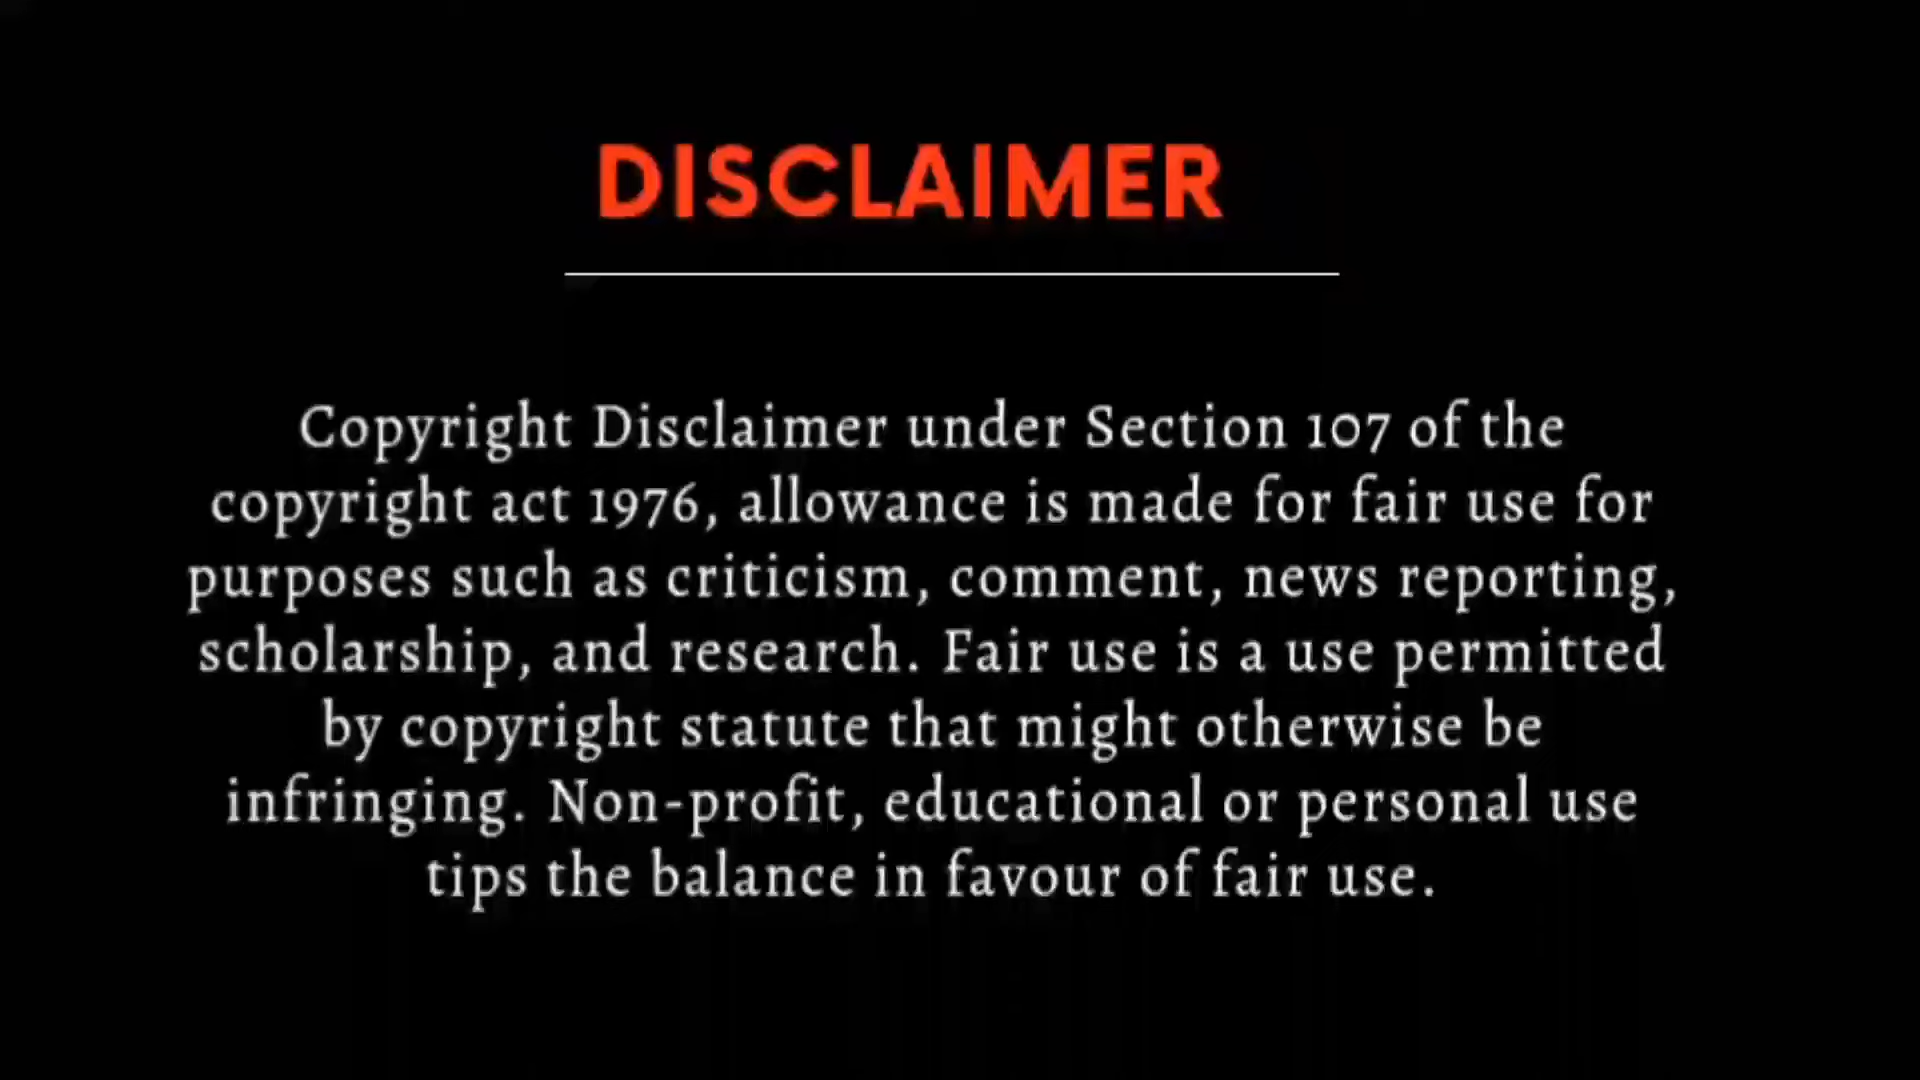 DISCLAIMER
Copyright Disclaimer under Section 107 of the
copyright act 1976, allowance is made for fair use for
purposes such as criticism, comment, news reporting,
scholarship, and research. Fair use is a use permitted
by copyright statute that might otherwise be
infringing. Non-profit, educational or personal use
tips the balance in favour of fair use.